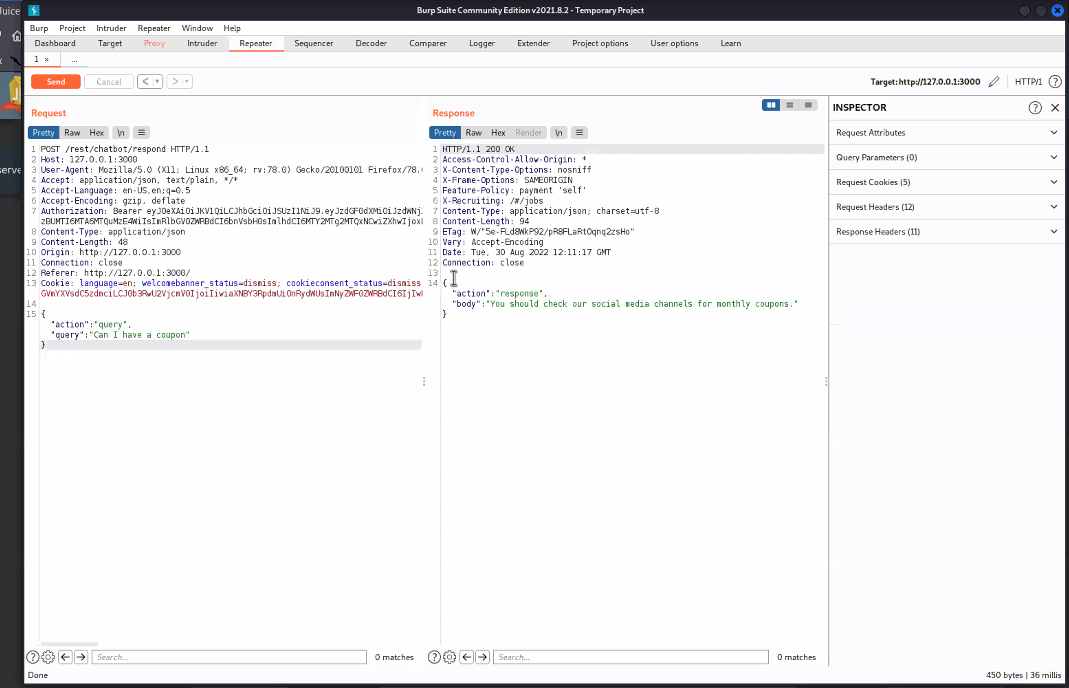 Juice
Burp Suite Community Edition v2021.8.2 - Temporary Project
Burp Project Intruder Repeater Window Help
Dashboard Target Proxy Intruder Repeater Sequencer Decoder Comparer Logger Extender Project options User options Learn
1 × ...
Send Cancel < > Target: http://127.0.0.1:3000 HTTP/1 ?
Request
Pretty Raw Hex \n
1 POST /rest/chatbot/respond HTTP/1.1
2 Host: 127.0.0.1:3000
3 User-Agent: Mozilla/5.0 (X11; Linux x86_64; rv:78.0) Gecko/20100101 Firefox/78.
4 Accept: application/json, text/plain, */*
5 Accept-Language: en-US,en;q=0.5
6 Accept-Encoding: gzip, deflate
7 Authorization: Bearer
8 Content-Type: application/json
9 Content-Length: 48
10 Origin: http://127.0.0.1:3000
11 Connection: close
12 Referer: http://127.0.0.1:3000/
13 Cookie: language=en; welcomebanner_status=dismiss; cookieconsent_status=dismiss
14
15 {
"action":"query",
"query":"Can I have a coupon"
}
? Search... 0 matches
Response
Pretty Raw Hex Render \n
1 HTTP/1.1 200 OK
2 Access-Control-Allow-Origin: *
3 X-Content-Type-Options: nosniff
4 X-Frame-Options: SAMEORIGIN
5 Feature-Policy: payment 'self'
6 X-Recruiting: /#/jobs
7 Content-Type: application/json; charset=utf-8
8 Content-Length: 94
9 ETag: W/"5e-FLd8WkP92/pR8FLaRtOqnq2zsHo"
10 Vary: Accept-Encoding
11 Date: Tue, 30 Aug 2022 12:11:17 GMT
12 Connection: close
13
14 {
"action":"response",
"body":"You should check our social media channels for monthly coupons."
}
? Search... 0 matches
INSPECTOR ?
Request Attributes
Query Parameters (0)
Request Cookies (5)
Request Headers (12)
Response Headers (11)
Done 450 bytes | 36 millis